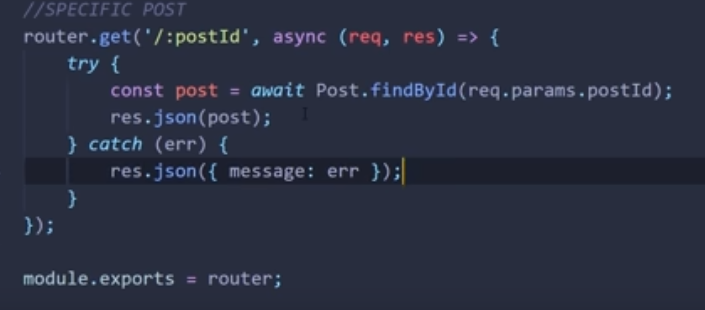 //SPECIFIC POST
router.get('/:postId', async (req, res) => {
    try {
        const post = await Post.findById(req.params.postId);
        res.json(post);
    } catch (err) {
        res.json({ message: err });
    }
});

module.exports = router;